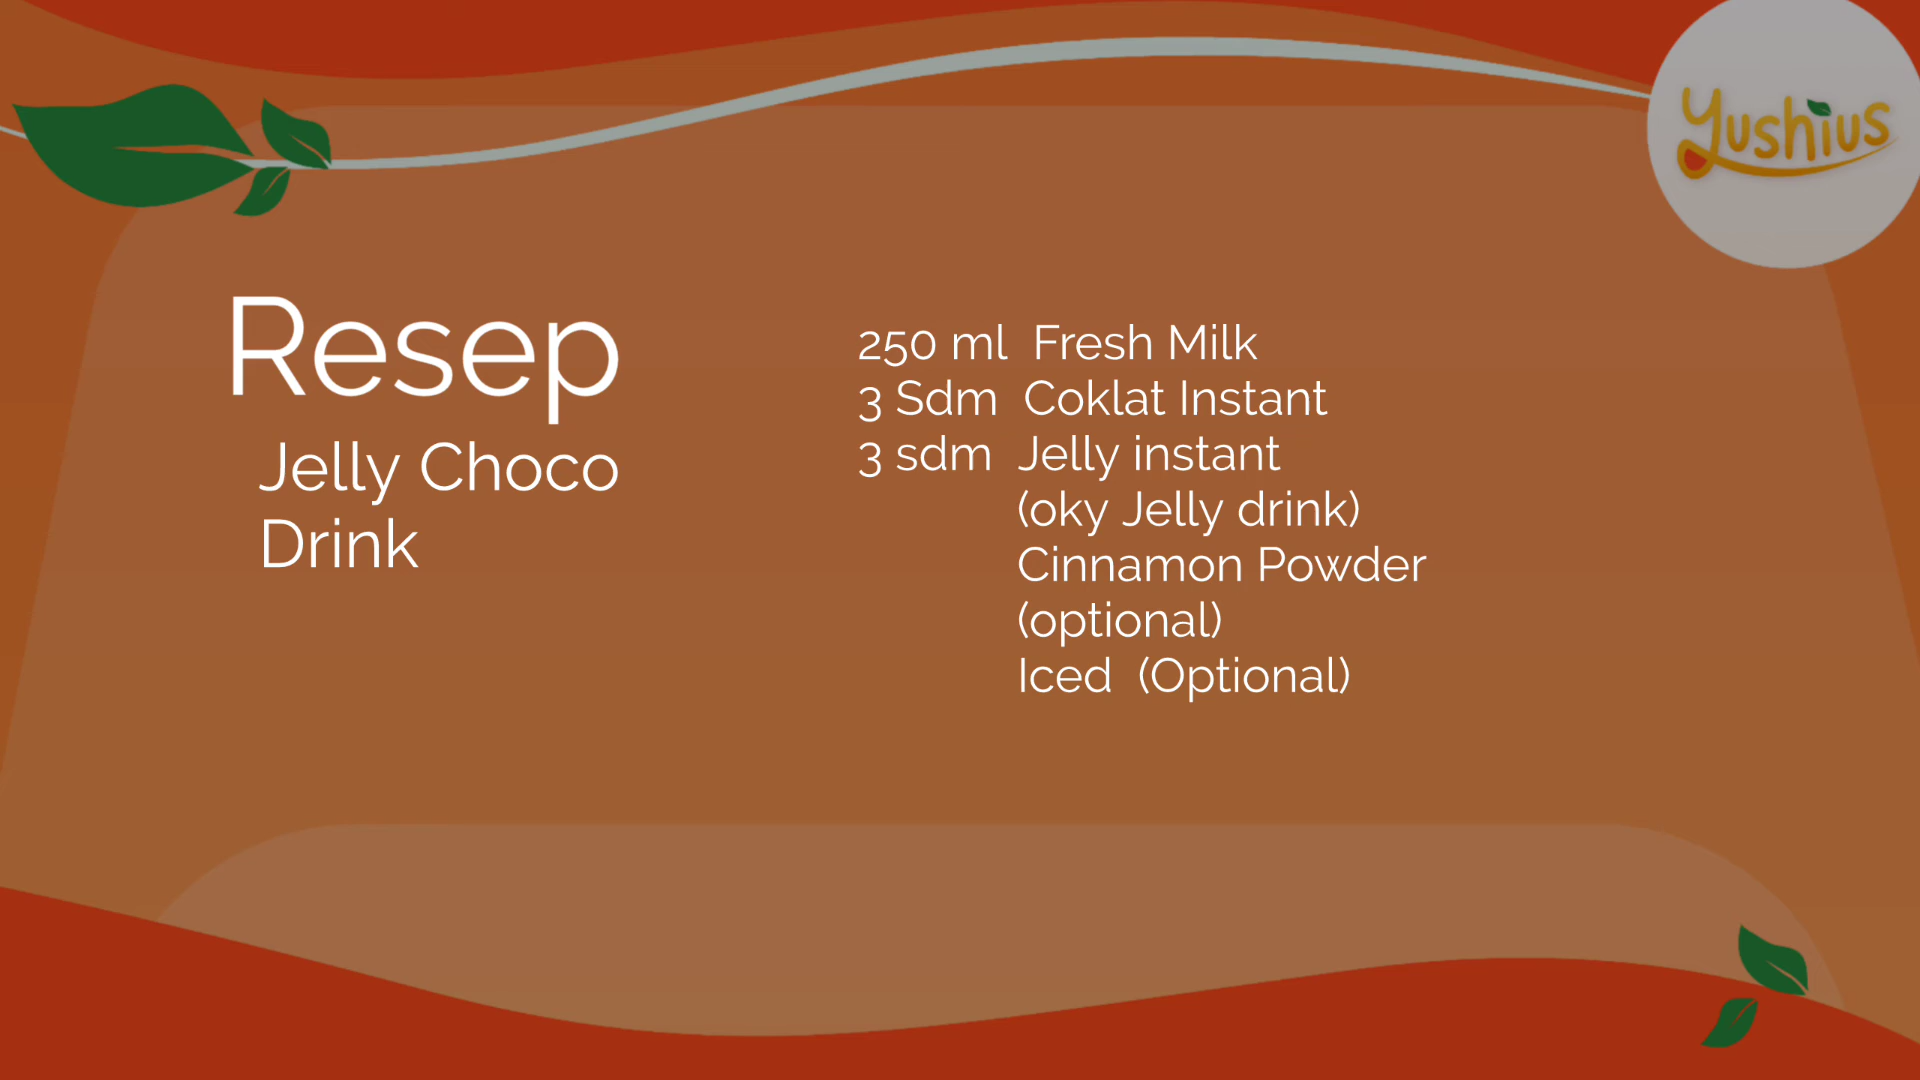 Yushius
Resep
Jelly Choco
Drink
250 ml Fresh Milk
3 Sdm Coklat Instant
3 sdm Jelly instant
(oky Jelly drink)
Cinnamon Powder
(optional)
Iced (Optional)